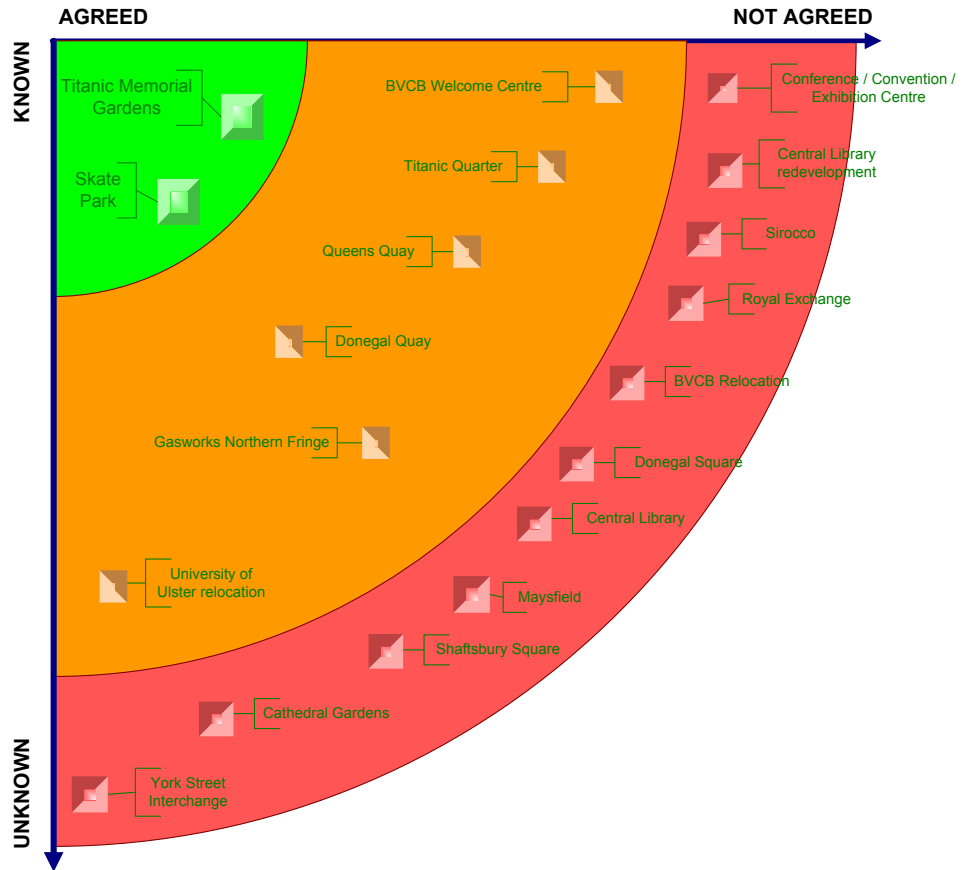 AGREED
NOT AGREED
KNOWN
Titanic Memorial
Gardens
BVCB Welcome Centre
Conference / Convention /
Exhibition Centre
Titanic Quarter
Central Library
redevelopment
Skate
Park
Sirocco
Queens Quay
Royal Exchange
Donegal Quay
BVCB Relocation
Gasworks Northern Fringe
Donegal Square
Central Library
University of
Ulster relocation
Maysfield
Shaftsbury Square
Cathedral Gardens
UNKNOWN
York Street
Interchange